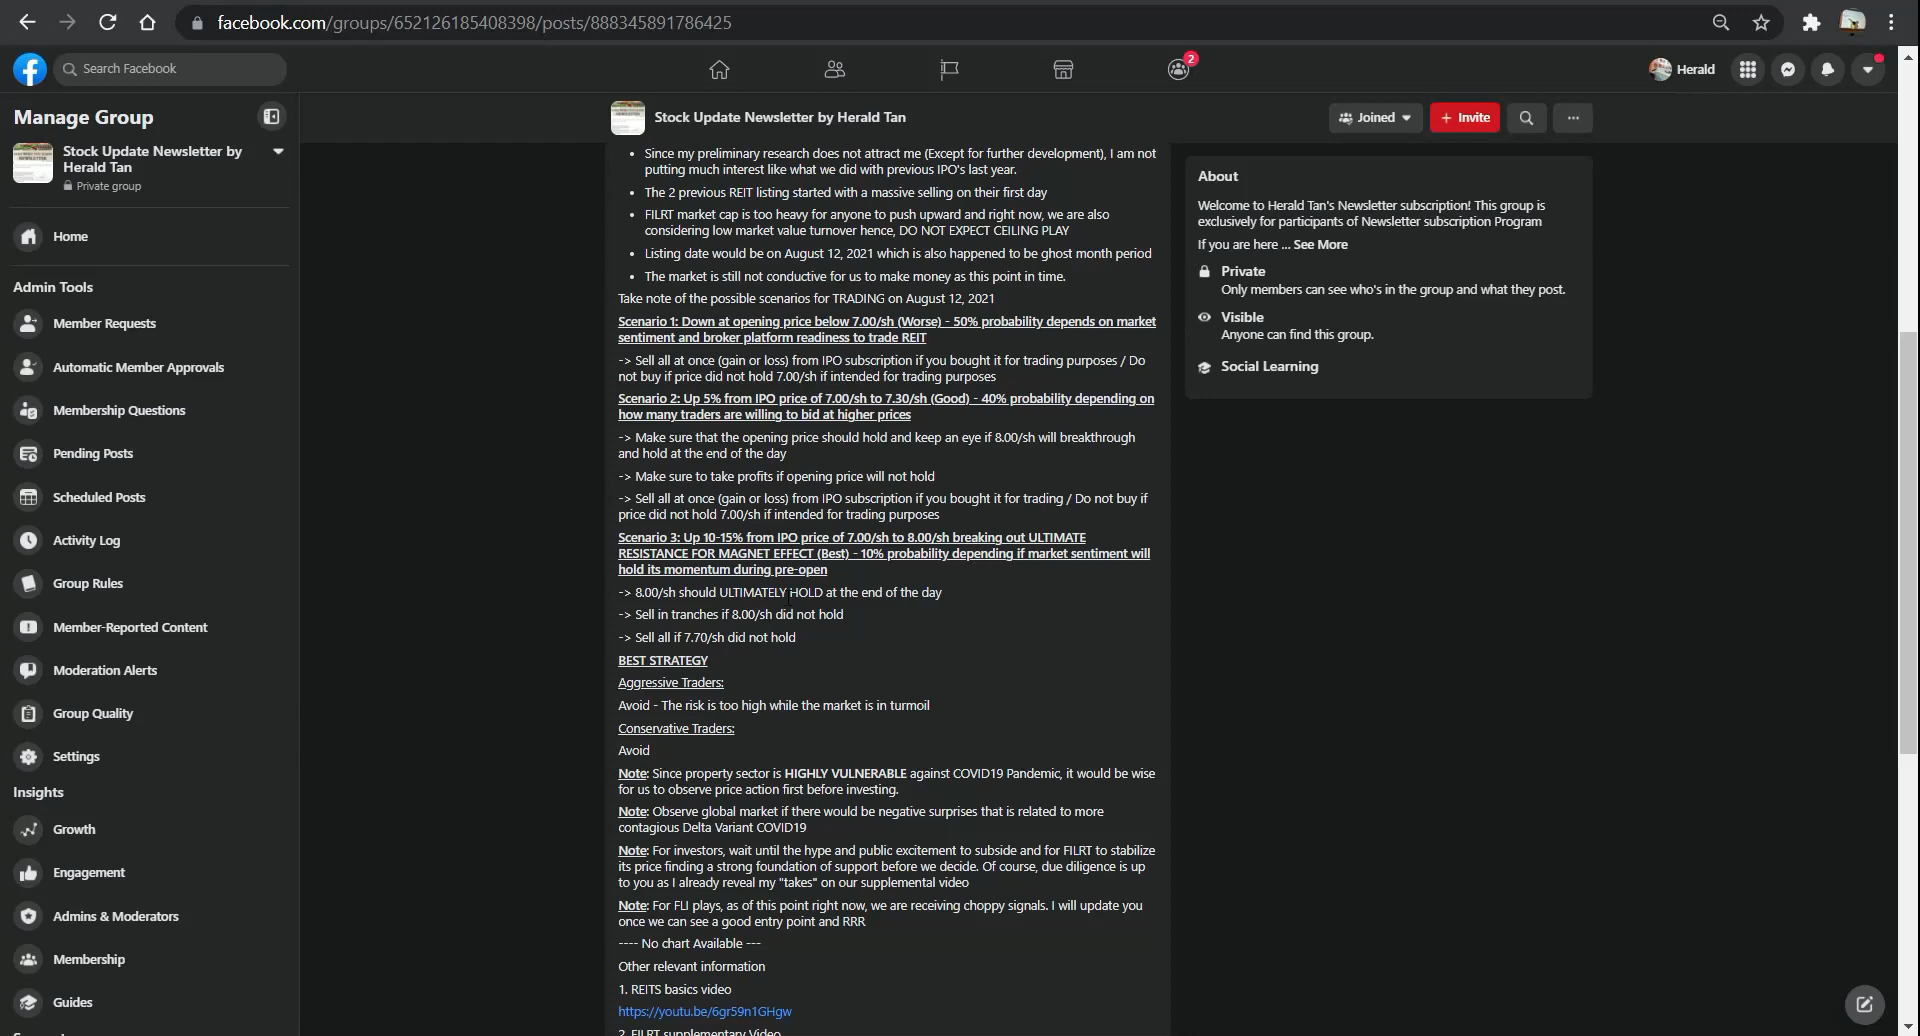 facebook.com/groups/652126185408398/posts/888345891786425
Search Facebook
2
Herald
Manage Group
Stock Update Newsletter by
Herald Tan
Private group
Home
Admin Tools
Member Requests
Automatic Member Approvals
Membership Questions
Pending Posts
Scheduled Posts
Activity Log
Group Rules
Member-Reported Content
Moderation Alerts
Group Quality
Settings
Insights
Growth
Engagement
Admins & Moderators
Membership
Guides
Stock Update Newsletter by Herald Tan
Joined
+ Invite
• Since my preliminary research does not attract me (Except for further development), I am not
putting much interest like what we did with previous IPO's last year.
• The 2 previous REIT listing started with a massive selling on their first day
• FILRT market cap is too heavy for anyone to push upward and right now, we are also
considering low market value turnover hence, DO NOT EXPECT CEILING PLAY
• Listing date would be on August 12, 2021 which is also happened to be ghost month period
• The market is still not conductive for us to make money as this point in time.
Take note of the possible scenarios for TRADING on August 12, 2021
Scenario 1: Down at opening price below 7.00/sh (Worse) - 50% probability depends on market
sentiment and broker platform readiness to trade REIT
-> Sell all at once (gain or loss) from IPO subscription if you bought it for trading purposes / Do
not buy if price did not hold 7.00/sh if intended for trading purposes
Scenario 2: Up 5% from IPO price of 7.00/sh to 7.30/sh (Good) - 40% probability depending on
how many traders are willing to bid at higher prices
-> Make sure that the opening price should hold and keep an eye if 8.00/sh will breakthrough
and hold at the end of the day
-> Make sure to take profits if opening price will not hold
-> Sell all at once (gain or loss) from IPO subscription if you bought it for trading / Do not buy if
price did not hold 7.00/sh if intended for trading purposes
Scenario 3: Up 10-15% from IPO price of 7.00/sh to 8.00/sh breaking out ULTIMATE
RESISTANCE FOR MAGNET EFFECT (Best) - 10% probability depending if market sentiment will
hold its momentum during pre-open
-> 8.00/sh should ULTIMATELY HOLD at the end of the day
-> Sell in tranches if 8.00/sh did not hold
-> Sell all if 7.70/sh did not hold
BEST STRATEGY
Aggressive Traders:
Avoid - The risk is too high while the market is in turmoil
Conservative Traders:
Avoid
Note: Since property sector is HIGHLY VULNERABLE against COVID19 Pandemic, it would be wise
for us to observe price action first before investing.
Note: Observe global market if there would be negative surprises that is related to more
contagious Delta Variant COVID19
Note: For investors, wait until the hype and public excitement to subside and for FILRT to stabilize
its price finding a strong foundation of support before we decide. Of course, due diligence is up
to you as I already reveal my "takes" on our supplemental video
Note: For FLI plays, as of this point right now, we are receiving choppy signals. I will update you
once we can see a good entry point and RRR
---- No chart Available ---
Other relevant information
1. REITS basics video
https://youtu.be/6gr59n1GHgw
2. FILRT supplementary Video
About
Welcome to Herald Tan's Newsletter subscription! This group is
exclusively for participants of Newsletter subscription Program
If you are here ... See More
Private
Only members can see who's in the group and what they post.
Visible
Anyone can find this group.
Social Learning